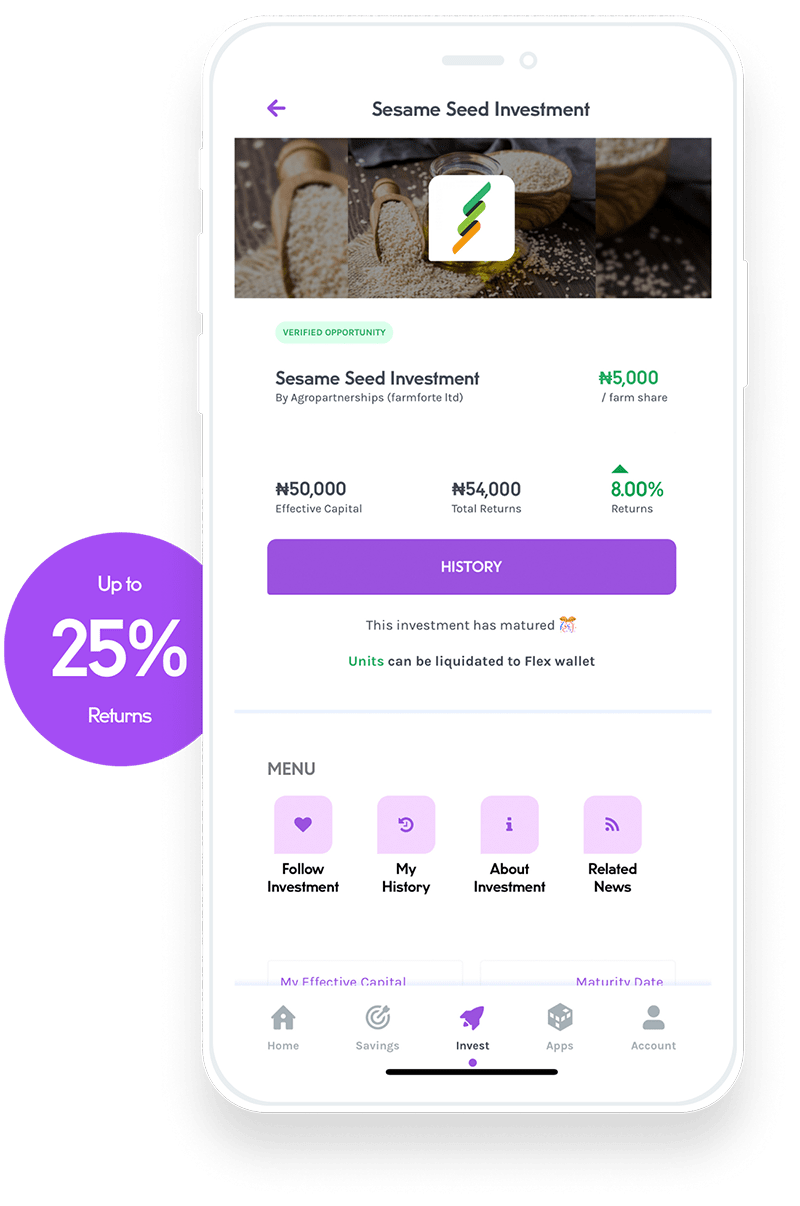 Sesame Seed Investment
VERIFIED OPPORTUNITY
Sesame Seed Investment
₦5,000
By Agropartnerships (farmforte ltd)
/ farm share
₦50,000
₦54,000
8.00%
Effective Capital
Total Returns
Returns
HISTORY
Up to
25%
Returns
This investment has matured 🎊
Units can be liquidated to Flex wallet
MENU
Follow
Investment
My
History
About
Investment
Related
News
My Effective Capital
Maturity Date
Home
Savings
Invest
Apps
Account